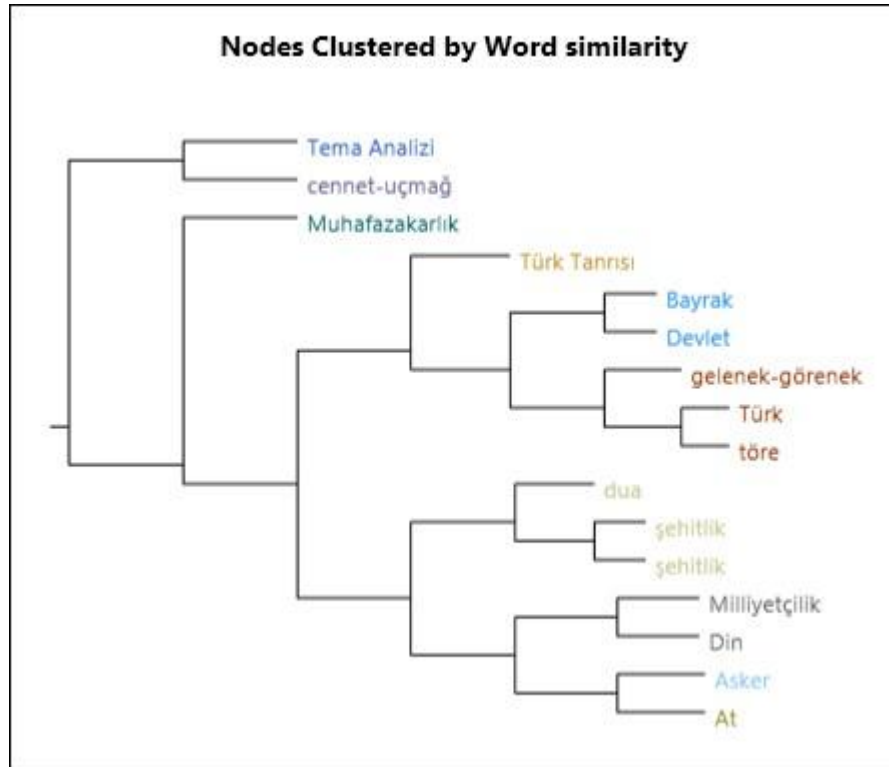 Nodes Clustered by Word similarity
Tema Analizi
cennet-uçmağ
Muhafazakarlık
Türk Tanrısı
Bayrak
Devlet
gelenek-görenek
Türk
töre
dua
şehitlik
şehitlik
Milliyetçilik
Din
Asker
At